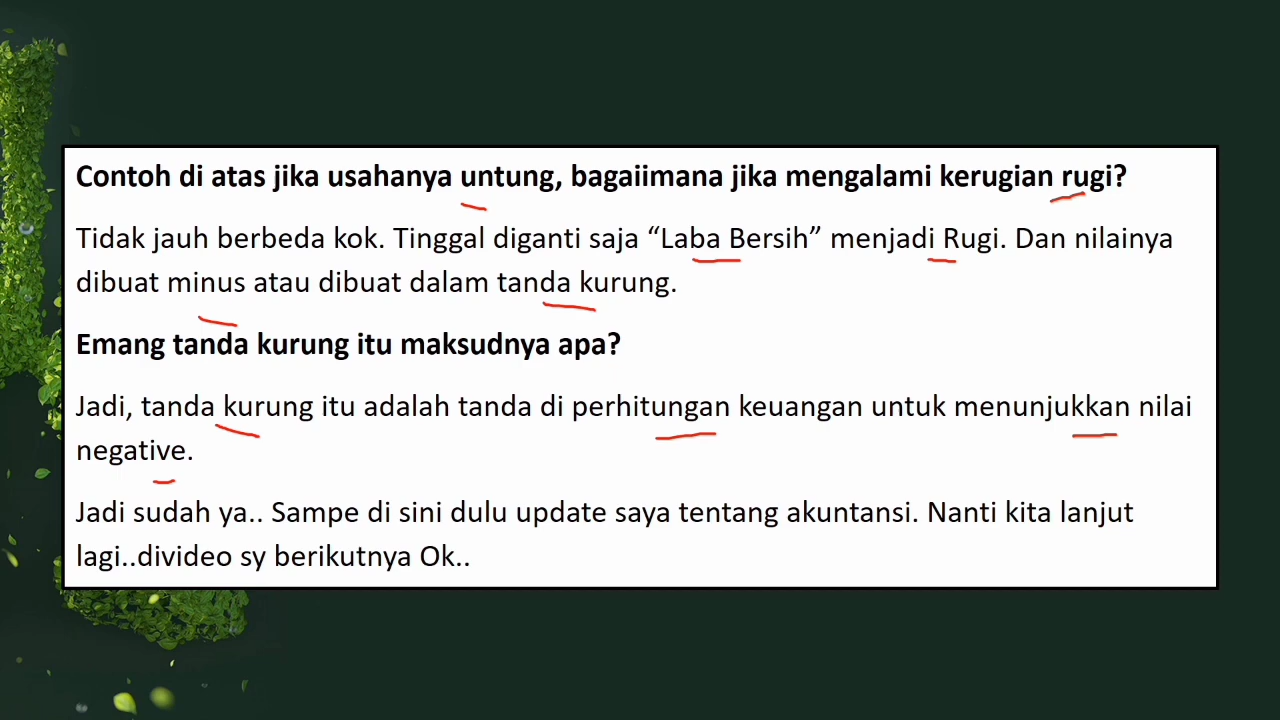 Contoh di atas jika usahanya untung, bagaiimana jika mengalami kerugian rugi?
Tidak jauh berbeda kok. Tinggal diganti saja “Laba Bersih” menjadi Rugi. Dan nilainya
dibuat minus atau dibuat dalam tanda kurung.
Emang tanda kurung itu maksudnya apa?
Jadi, tanda kurung itu adalah tanda di perhitungan keuangan untuk menunjukkan nilai
negative.
Jadi sudah ya.. Sampe di sini dulu update saya tentang akuntansi. Nanti kita lanjut
lagi..divideo sy berikutnya Ok..